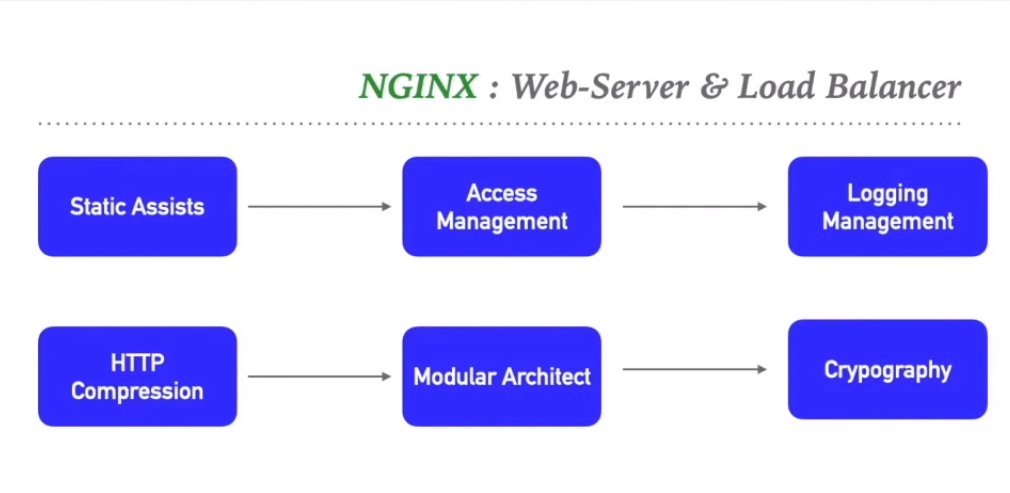 NGINX : Web-Server & Load Balancer
Static Assists
Access
Management
Logging
Management
HTTP
Compression
Modular Architect
Crypography